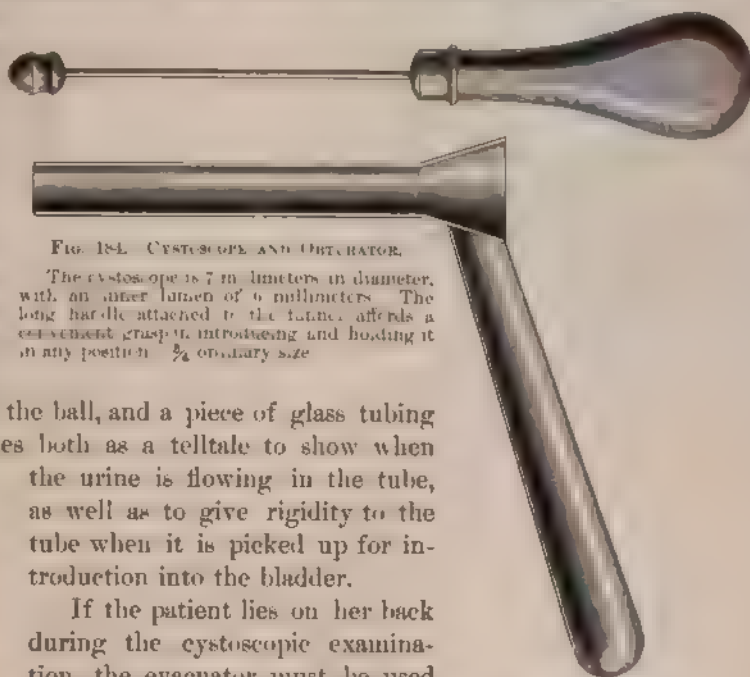 FIG. 184. CYSTOSCOPE AND OBTURATOR.
The cystoscope is 7 millimeters in diameter,
with an inner lumen of 6 millimeters The
long handle attached to the funnel affords a
convenient grasp in introducing and holding it
in any position ordinary size
the ball, and a piece of glass tubing
es both as a telltale to show when
the urine is flowing in the tube,
as well as to give rigidity to the
tube when it is picked up for in-
troduction into the bladder.
If the patient lies on her back
during the cystoscopic examina-
tion, the evacuator must be used